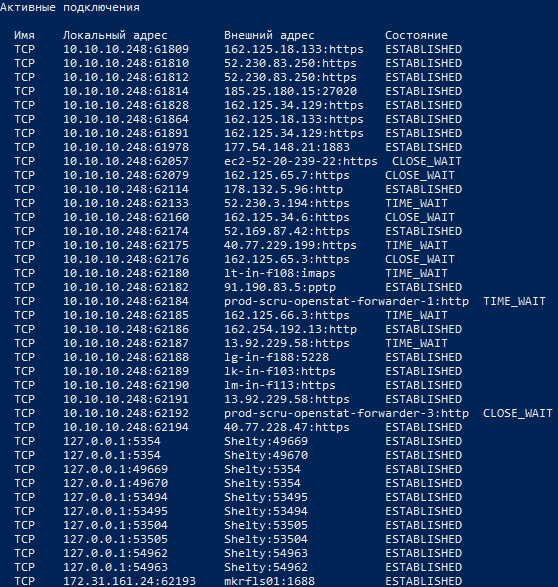 Активные подключения
Имя Локальный адрес Внешний адрес Состояние
TCP 10.10.10.248:61809 162.125.18.133:https ESTABLISHED
TCP 10.10.10.248:61810 52.230.83.250:https ESTABLISHED
TCP 10.10.10.248:61812 52.230.83.250:https ESTABLISHED
TCP 10.10.10.248:61814 185.25.180.15:27020 ESTABLISHED
TCP 10.10.10.248:61828 162.125.34.129:https ESTABLISHED
TCP 10.10.10.248:61864 162.125.18.133:https ESTABLISHED
TCP 10.10.10.248:61891 162.125.34.129:https ESTABLISHED
TCP 10.10.10.248:61978 177.54.148.21:1883 ESTABLISHED
TCP 10.10.10.248:62057 ec2-52-20-239-22:https CLOSE_WAIT
TCP 10.10.10.248:62079 162.125.65.7:https CLOSE_WAIT
TCP 10.10.10.248:62114 178.132.5.96:http ESTABLISHED
TCP 10.10.10.248:62133 52.230.3.194:https TIME_WAIT
TCP 10.10.10.248:62160 162.125.34.6:https CLOSE_WAIT
TCP 10.10.10.248:62174 52.169.87.42:https ESTABLISHED
TCP 10.10.10.248:62175 40.77.229.199:https TIME_WAIT
TCP 10.10.10.248:62176 162.125.65.3:https CLOSE_WAIT
TCP 10.10.10.248:62180 lt-in-f108:imaps TIME_WAIT
TCP 10.10.10.248:62182 91.190.83.5:pptp ESTABLISHED
TCP 10.10.10.248:62184 prod-scru-openstat-forwarder-1:http TIME_WAIT
TCP 10.10.10.248:62185 162.125.66.3:https TIME_WAIT
TCP 10.10.10.248:62186 162.254.192.13:http ESTABLISHED
TCP 10.10.10.248:62187 13.92.229.58:https TIME_WAIT
TCP 10.10.10.248:62188 lg-in-f188:5228 ESTABLISHED
TCP 10.10.10.248:62189 lk-in-f103:https ESTABLISHED
TCP 10.10.10.248:62190 lm-in-f113:https ESTABLISHED
TCP 10.10.10.248:62191 13.92.229.58:https ESTABLISHED
TCP 10.10.10.248:62192 prod-scru-openstat-forwarder-3:http CLOSE_WAIT
TCP 10.10.10.248:62194 40.77.228.47:https ESTABLISHED
TCP 127.0.0.1:5354 Shelty:49669 ESTABLISHED
TCP 127.0.0.1:5354 Shelty:49670 ESTABLISHED
TCP 127.0.0.1:49669 Shelty:5354 ESTABLISHED
TCP 127.0.0.1:49670 Shelty:5354 ESTABLISHED
TCP 127.0.0.1:53494 Shelty:53495 ESTABLISHED
TCP 127.0.0.1:53495 Shelty:53494 ESTABLISHED
TCP 127.0.0.1:53504 Shelty:53505 ESTABLISHED
TCP 127.0.0.1:53505 Shelty:53504 ESTABLISHED
TCP 127.0.0.1:54962 Shelty:54963 ESTABLISHED
TCP 127.0.0.1:54963 Shelty:54962 ESTABLISHED
TCP 172.31.161.24:62193 mkrfls01:1688 ESTABLISHED